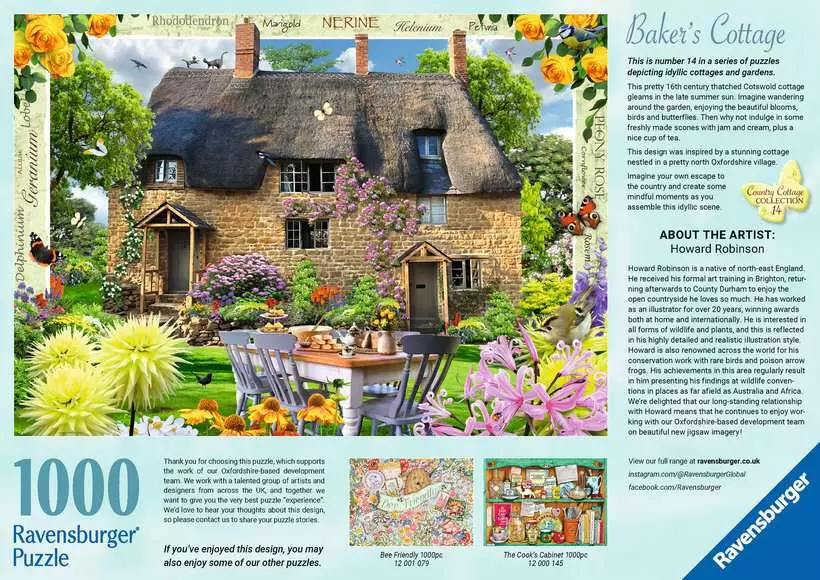 Rhododendron
Marigold
NERINE
Helenium
Petunia
Geranium
Delphinium
PEONY ROSE
Cornflower
Baker's Cottage
This is number 14 in a series of puzzles
depicting idyllic cottages and gardens.
This pretty 16th century thatched Cotswold cottage
gleams in the late summer sun. Imagine wandering
around the garden, enjoying the beautiful blooms,
birds and butterflies. Then why not indulge in some
freshly made scones with jam and cream, plus a
nice cup of tea.
This design was inspired by a stunning cottage
nestled in a pretty north Oxfordshire village.
Imagine your own escape to
the country and create some
mindful moments as you
assemble this idyllic scene.
Country Cottage
COLLECTION
14
ABOUT THE ARTIST:
Howard Robinson
Howard Robinson is a native of north-east England.
He received his formal art training in Brighton, retur-
ning afterwards to County Durham to enjoy the
open countryside he loves so much. He has worked
as an illustrator for over 20 years, winning awards
both at home and internationally. He is interested in
all forms of wildlife and plants, and this is reflected
in his highly detailed and realistic illustration style.
Howard is also renowned across the world for his
conservation work with rare birds and poison arrow
frogs. His achievements in this area regularly result
in him presenting his findings at wildlife conven-
tions in places as far afield as Australia and Africa.
We're delighted that our long-standing relationship
with Howard means that he continues to enjoy wor-
king with our Oxfordshire-based development team
on beautiful new jigsaw imagery!
View our full range at ravensburger.co.uk
instagram.com/@RavensburgerGlobal
facebook.com/Ravensburger
Ravensburger
1000
Ravensburger®
Puzzle
Thank you for choosing this puzzle, which supports
the work of our Oxfordshire-based development
team. We work with a talented group of artists and
designers from across the UK, and together we
want to give you the very best puzzle "experience".
We'd love to hear your thoughts about this design,
so please contact us to share your puzzle stories.
If you've enjoyed this design, you may
also enjoy some of our other puzzles.
Bee Friendly
Bee Friendly 1000pc
12 001 079
The Cook's Cabinet 1000pc
12 000 145